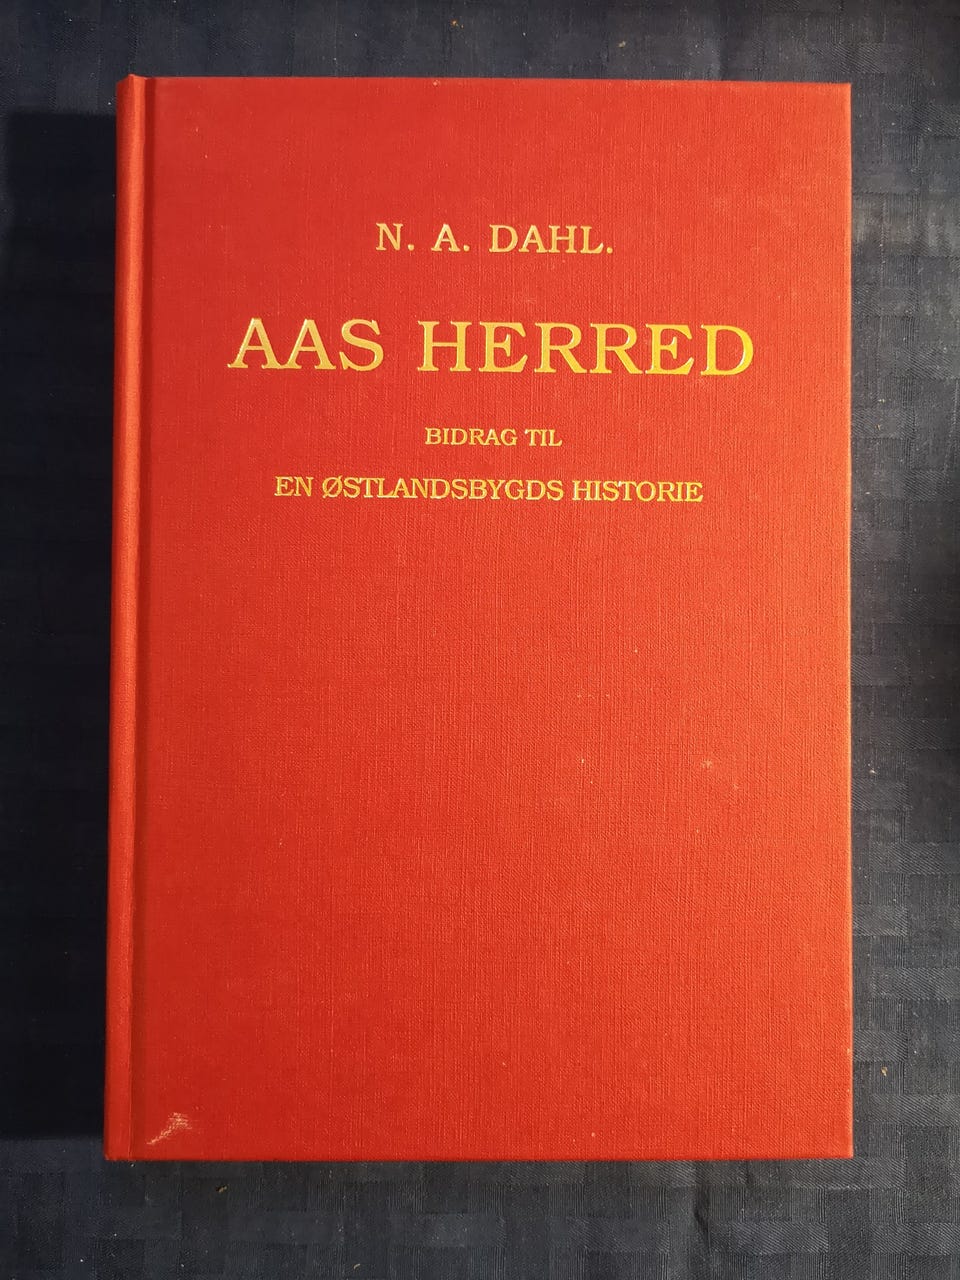 N. A. DAHL.
AAS HERRED
BIDRAG TIL
EN ØSTLANDSBYGDS HISTORIE